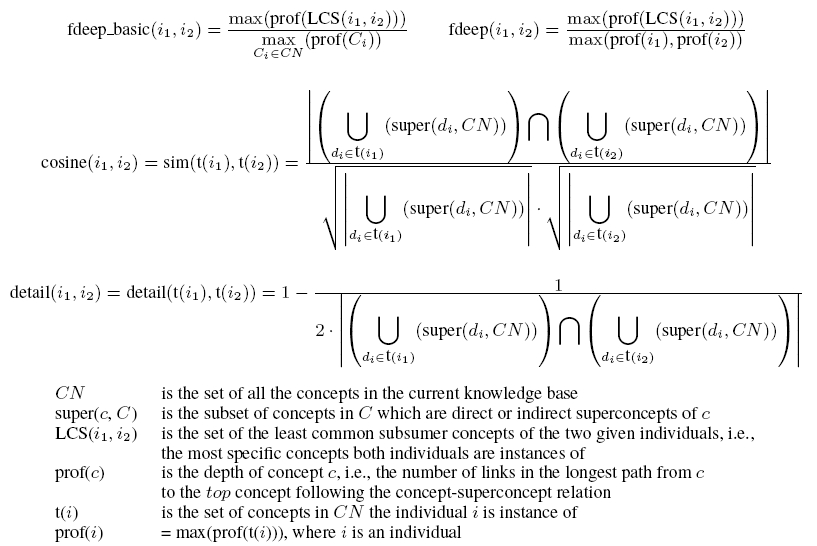 fdeep_basic(i₁, i₂) = max(prof(LCS(i₁, i₂))) / max_{Cᵢ∈CN}(prof(Cᵢ))    fdeep(i₁, i₂) = max(prof(LCS(i₁, i₂))) / max(prof(i₁), prof(i₂))
cosine(i₁, i₂) = sim(t(i₁), t(i₂)) = |(⋃_{dᵢ∈t(i₁)} (super(dᵢ, CN))) ⋂ (⋃_{dᵢ∈t(i₂)} (super(dᵢ, CN)))| / (√|⋃_{dᵢ∈t(i₁)} (super(dᵢ, CN))| · √|⋃_{dᵢ∈t(i₂)} (super(dᵢ, CN))|)
detail(i₁, i₂) = detail(t(i₁), t(i₂)) = 1 − 1 / (2 · |(⋃_{dᵢ∈t(i₁)} (super(dᵢ, CN))) ⋂ (⋃_{dᵢ∈t(i₂)} (super(dᵢ, CN)))|)
CN is the set of all the concepts in the current knowledge base
super(c, C) is the subset of concepts in C which are direct or indirect superconcepts of c
LCS(i₁, i₂) is the set of the least common subsumer concepts of the two given individuals, i.e.,
the most specific concepts both individuals are instances of
prof(c) is the depth of concept c, i.e., the number of links in the longest path from c
to the top concept following the concept-superconcept relation
t(i) is the set of concepts in CN the individual i is instance of
prof(i) = max(prof(t(i))), where i is an individual